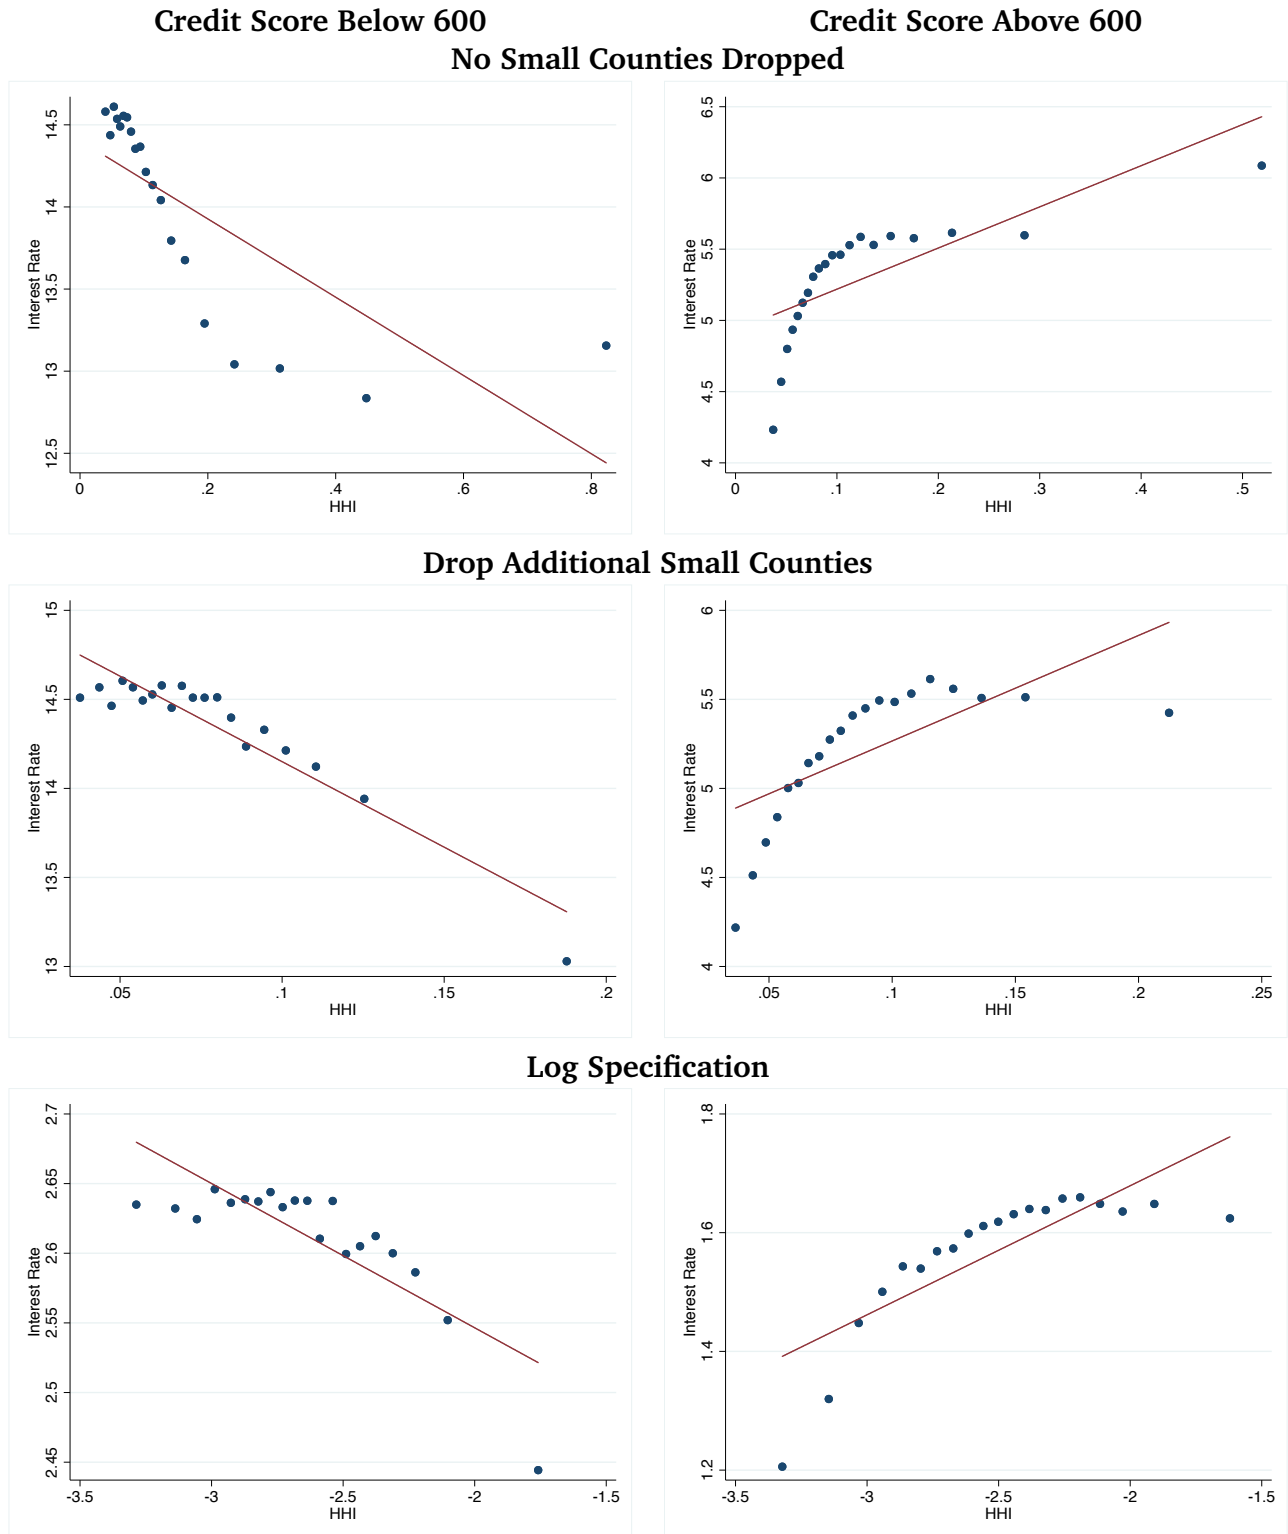 Credit Score Below 600 Credit Score Above 600
No Small Counties Dropped
14.5
14
13.5
13
12.5
Interest Rate
0 .2 .4 .6 .8
HHI
6.5
6
5.5
5
4.5
4
Interest Rate
0 .1 .2 .3 .4 .5
HHI
Drop Additional Small Counties
15
14.5
14
13.5
13
Interest Rate
.05 .1 .15 .2
HHI
6
5.5
5
4.5
4
Interest Rate
.05 .1 .15 .2 .25
HHI
Log Specification
2.7
2.65
2.6
2.55
2.5
2.45
Interest Rate
-3.5 -3 -2.5 -2 -1.5
HHI
1.8
1.6
1.4
1.2
Interest Rate
-3.5 -3 -2.5 -2 -1.5
HHI